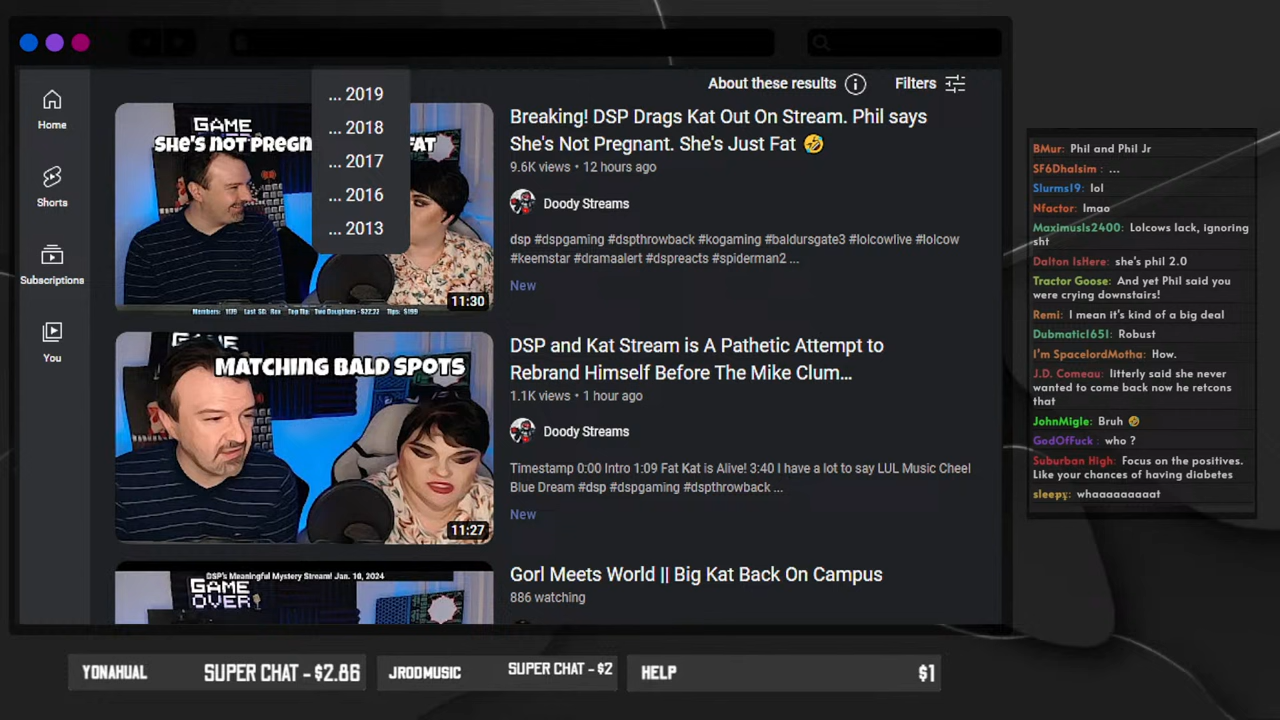 Home
Shorts
Subscriptions
You
... 2019
... 2018
... 2017
... 2016
... 2013
About these results
Filters
GAME
SHE'S NOT PREGN
FAT
11:30
Breaking! DSP Drags Kat Out On Stream. Phil says
She's Not Pregnant. She's Just Fat 🤣
9.6K views • 12 hours ago
Doody Streams
dsp #dspgaming #dspthrowback #kogaming #baldursgate3 #lolcowlive #lolcow
#keemstar #dramaalert #dspreacts #spiderman2 ...
New
MATCHING BALD SPOTS
11:27
DSP and Kat Stream is A Pathetic Attempt to
Rebrand Himself Before The Mike Clum...
1.1K views • 1 hour ago
Doody Streams
Timestamp 0:00 Intro 1:09 Fat Kat is Alive! 3:40 I have a lot to say LUL Music Cheel
Blue Dream #dsp #dspgaming #dspthrowback ...
New
DSP's Meaningful Mystery Stream! Jan. 10, 2024
GAME
OVER
Gorl Meets World || Big Kat Back On Campus
886 watching
BMur: Phil and Phil Jr
SF6Dhalsim: ...
Slurms19: lol
Nfactor: lmao
Maximusls2400: Lolcows lack, ignoring
sht
Dalton IsHere: she's phil 2.0
Tractor Goose: And yet Phil said you
were crying downstairs!
Remi: I mean it's kind of a big deal
Dubmatic1651: Robust
I'm SpacelordMotha: How.
J.D. Comeau: litterly said she never
wanted to come back now he retcons
that
JohnMigle: Bruh 🤣
GodOfFuck: who ?
Suburban High: Focus on the positives.
Like your chances of having diabetes
sleepy: whaaaaaaaaat
YONAHUAL SUPER CHAT - $2.86
JRODMUSIC SUPER CHAT - $2
HELP $1